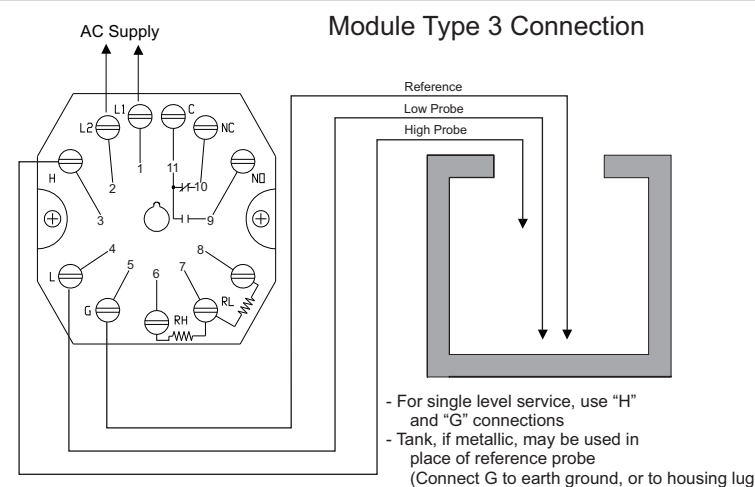 Module Type 3 Connection
AC Supply
L1
C
L2
NC
H
NO
1
11
2
10
3
9
4
8
5
6
7
L
G
RH
RL
Reference
Low Probe
High Probe
- For single level service, use “H”
and “G” connections
- Tank, if metallic, may be used in
place of reference probe
(Connect G to earth ground, or to housing lug